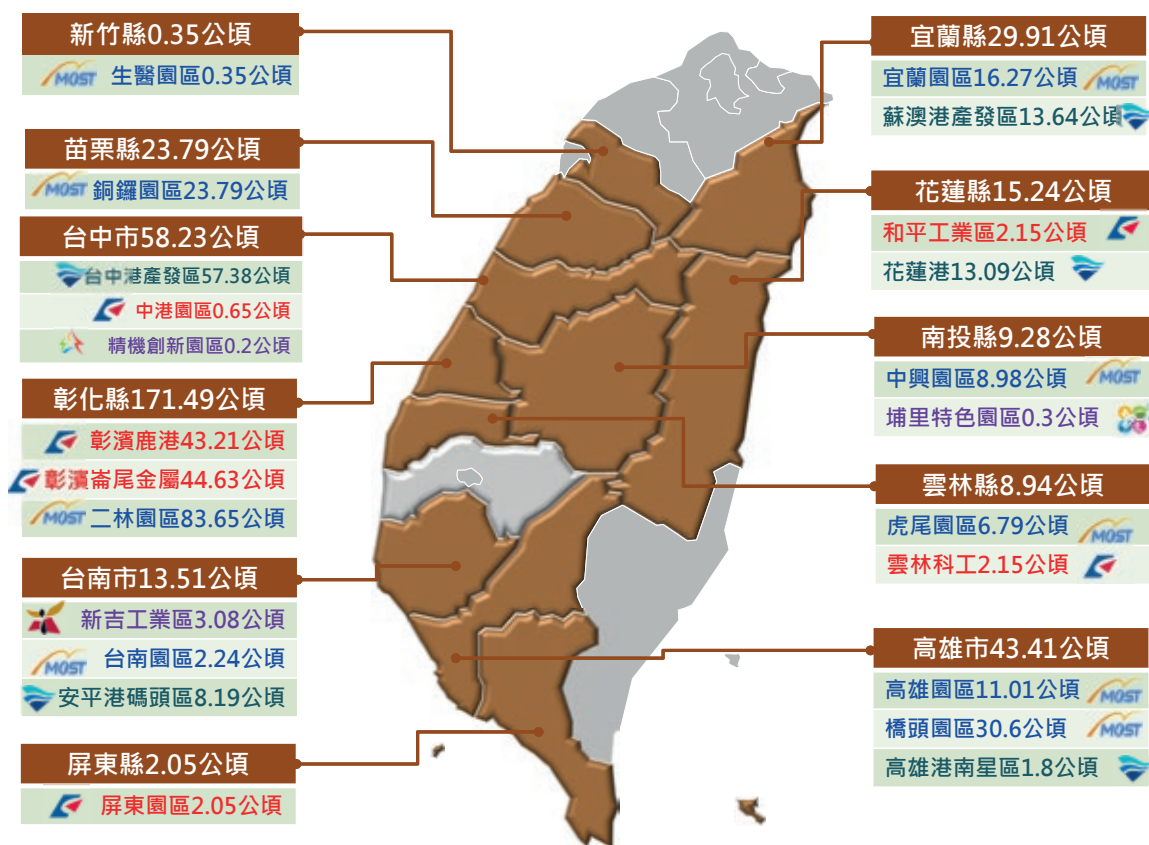 新竹縣0.35公頃
MOST 生醫園區0.35公頃
苗栗縣23.79公頃
MOST 銅鑼園區23.79公頃
台中市58.23公頃
台中港產發區57.38公頃
中港園區0.65公頃
精機創新園區0.2公頃
彰化縣171.49公頃
彰濱鹿港43.21公頃
彰濱崙尾金屬44.63公頃
MOST 二林園區83.65公頃
台南市13.51公頃
新吉工業區3.08公頃
MOST 台南園區2.24公頃
安平港碼頭區8.19公頃
屏東縣2.05公頃
屏東園區2.05公頃
宜蘭縣29.91公頃
宜蘭園區16.27公頃 MOST
蘇澳港產發區13.64公頃
花蓮縣15.24公頃
和平工業區2.15公頃
花蓮港13.09公頃
南投縣9.28公頃
中興園區8.98公頃 MOST
埔里特色園區0.3公頃
雲林縣8.94公頃
虎尾園區6.79公頃 MOST
雲林科工2.15公頃
高雄市43.41公頃
高雄園區11.01公頃 MOST
橋頭園區30.6公頃 MOST
高雄港南星區1.8公頃